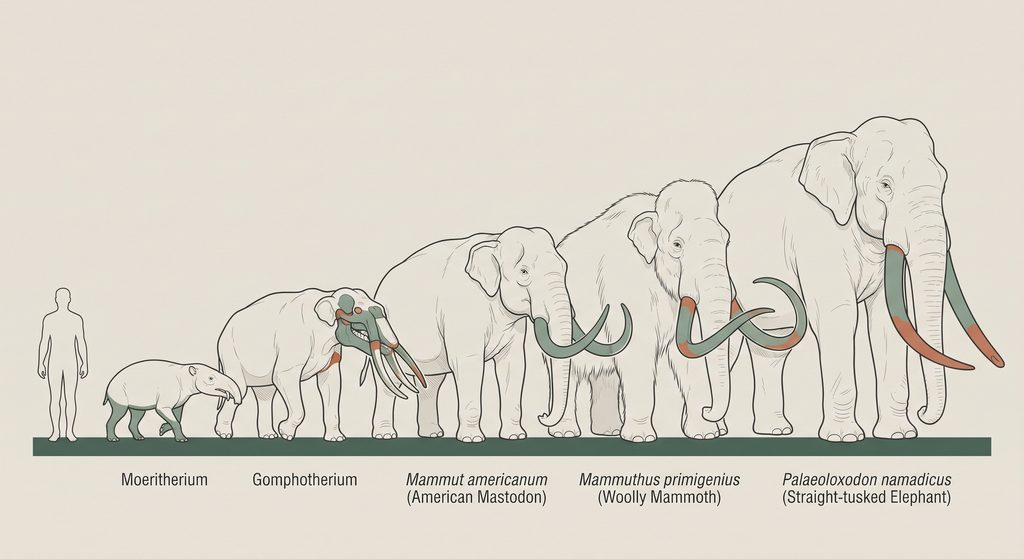 Moeritherium
Gomphotherium
Mammut americanum
(American Mastodon)
Mammuthus primigenius
(Woolly Mammoth)
Palaeoloxodon namadicus
(Straight-tusked Elephant)